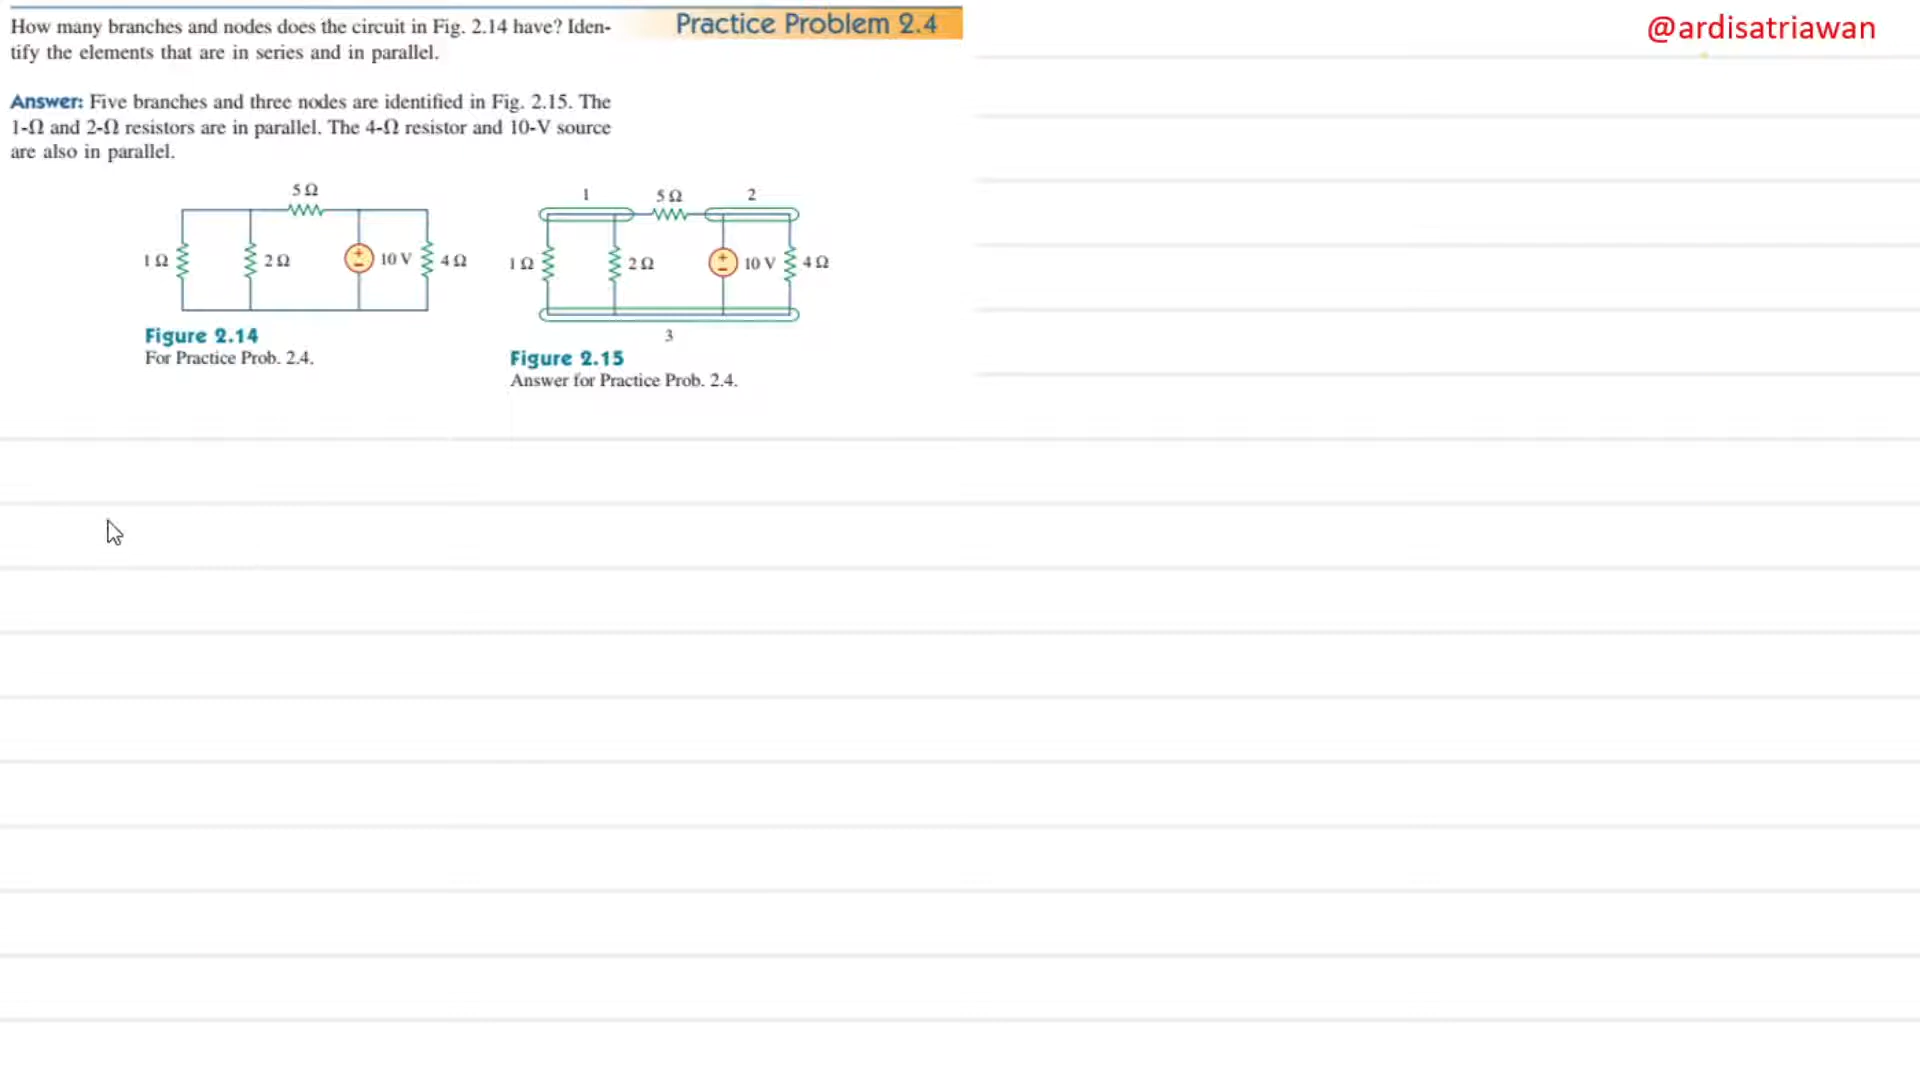 How many branches and nodes does the circuit in Fig. 2.14 have? Iden-
tify the elements that are in series and in parallel.
Practice Problem 2.4
@ardisatriawan
Answer: Five branches and three nodes are identified in Fig. 2.15. The
1-Ω and 2-Ω resistors are in parallel. The 4-Ω resistor and 10-V source
are also in parallel.
5 Ω
1 Ω
2 Ω
+
−
10 V
4 Ω
Figure 2.14
For Practice Prob. 2.4.
1
5 Ω
2
1 Ω
2 Ω
+
−
10 V
4 Ω
3
Figure 2.15
Answer for Practice Prob. 2.4.